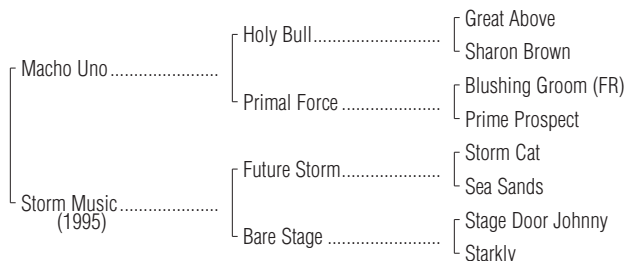 Great Above
Holy Bull........................................
Sharon Brown
Macho Uno ..................................
Blushing Groom (FR)
Primal Force ...................................
Prime Prospect
Storm Cat
Future Storm...............................
Sea Sands
Storm Music...............................
(1995)
Stage Door Johnny
Bare Stage ...................................
Starkly